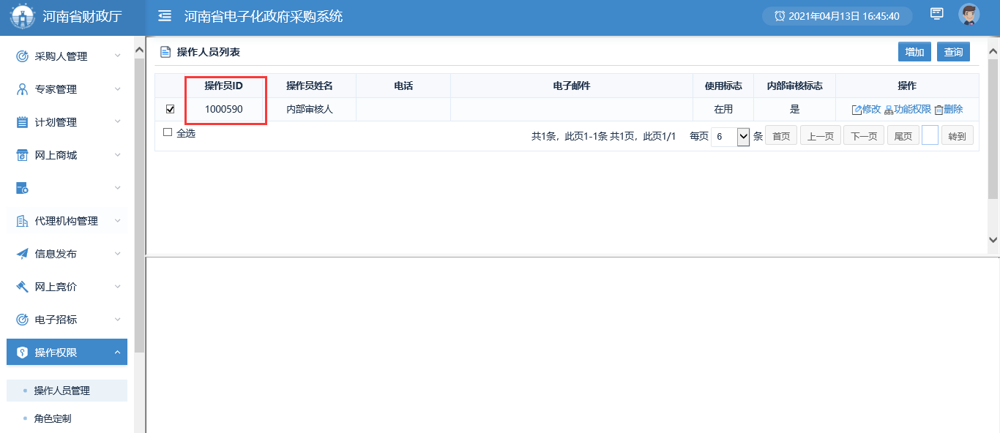 河南省财政厅
河南省电子化政府采购系统
2021年04月13日 16:45:40
采购人管理
专家管理
计划管理
网上商城
代理机构管理
信息发布
网上竞价
电子招标
操作权限
操作人员管理
角色定制
操作人员列表
增加 查询
操作员ID 操作员姓名 电话 电子邮件 使用标志 内部审核标志 操作
1000590 内部审核人 在用 是 修改 功能权限 删除
全选
共1条，此页1-1条 共1页，此页1/1 每页 6 条 首页 上一页 下一页 尾页 转到